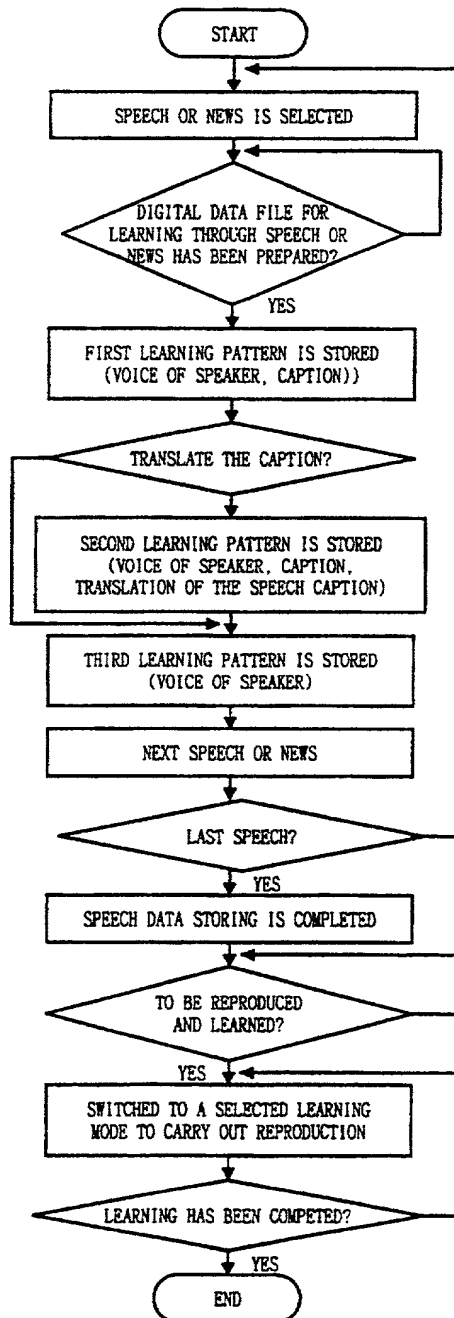 START
SPEECH OR NEWS IS SELECTED
DIGITAL DATA FILE FOR
LEARNING THROUGH SPEECH OR
NEWS HAS BEEN PREPARED?
YES
FIRST LEARNING PATTERN IS STORED
(VOICE OF SPEAKER, CAPTION))
TRANSLATE THE CAPTION?
SECOND LEARNING PATTERN IS STORED
(VOICE OF SPEAKER, CAPTION,
TRANSLATION OF THE SPEECH CAPTION)
THIRD LEARNING PATTERN IS STORED
(VOICE OF SPEAKER)
NEXT SPEECH OR NEWS
LAST SPEECH?
YES
SPEECH DATA STORING IS COMPLETED
TO BE REPRODUCED
AND LEARNED?
YES
SWITCHED TO A SELECTED LEARNING
MODE TO CARRY OUT REPRODUCTION
LEARNING HAS BEEN COMPETED?
YES
END